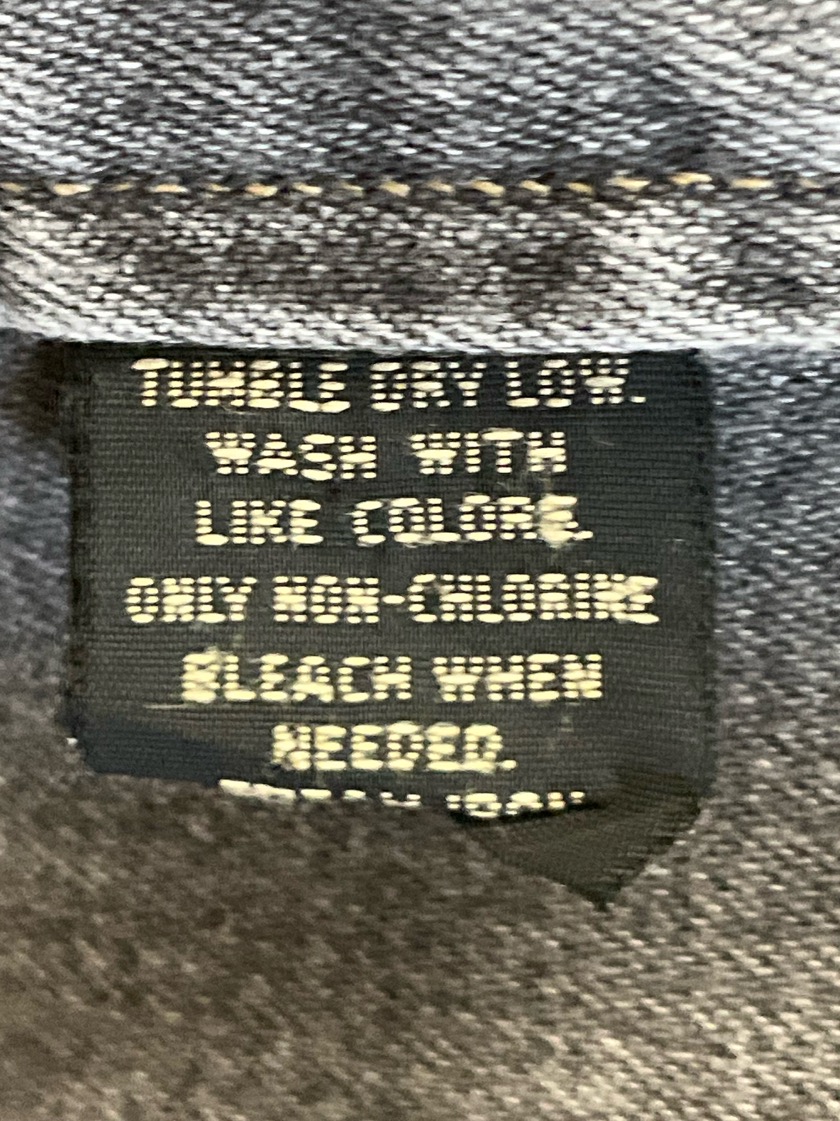 TUMBLE DRY LOW.
WASH WITH
LIKE COLORS.
ONLY NON-CHLORINE
BLEACH WHEN
NEEDED.